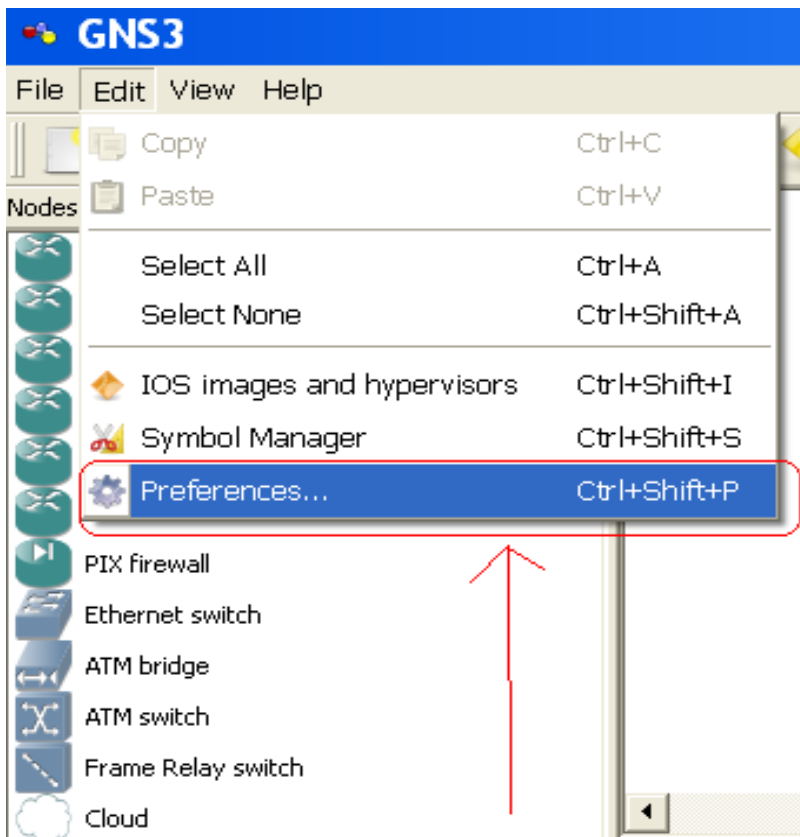 GNS3
File Edit View Help
Copy Ctrl+C
Paste Ctrl+V
Nodes
Select All Ctrl+A
Select None Ctrl+Shift+A
IOS images and hypervisors Ctrl+Shift+I
Symbol Manager Ctrl+Shift+S
Preferences... Ctrl+Shift+P
PIX firewall
Ethernet switch
ATM bridge
ATM switch
Frame Relay switch
Cloud